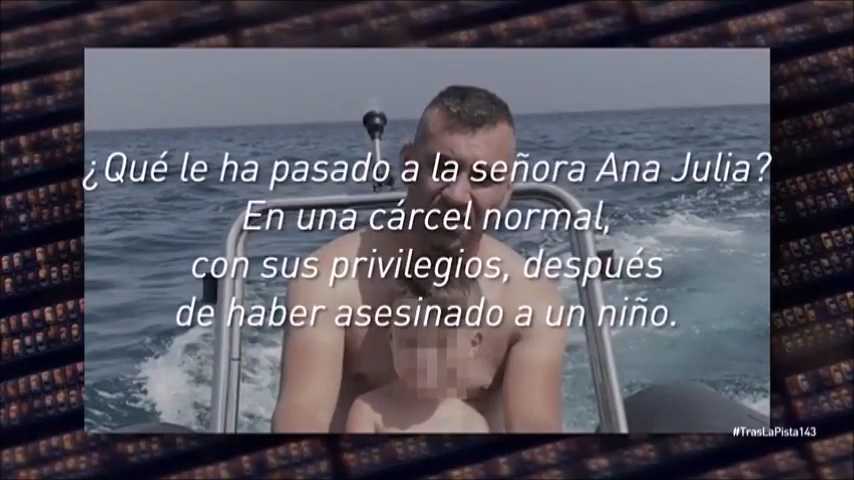 ¿Qué le ha pasado a la señora Ana Julia?
En una cárcel normal,
con sus privilegios, después
de haber asesinado a un niño.
#TrasLaPista143